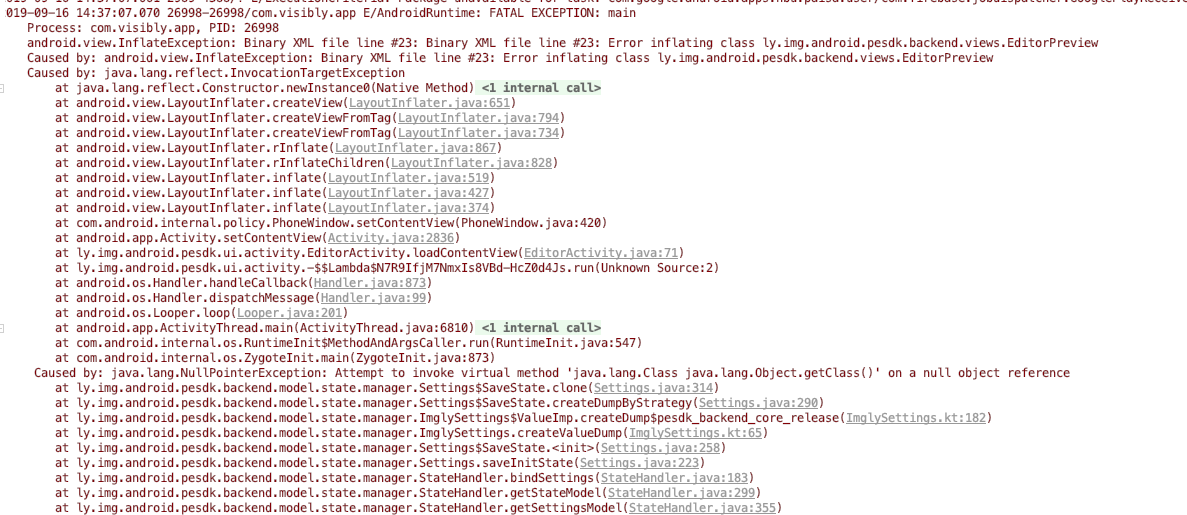 019-09-16 14:37:07.070 26998-26998/com.visibly.app E/AndroidRuntime: FATAL EXCEPTION: main
Process: com.visibly.app, PID: 26998
android.view.InflateException: Binary XML file line #23: Binary XML file line #23: Error inflating class ly.img.android.pesdk.backend.views.EditorPreview
Caused by: android.view.InflateException: Binary XML file line #23: Error inflating class ly.img.android.pesdk.backend.views.EditorPreview
Caused by: java.lang.reflect.InvocationTargetException
at java.lang.reflect.Constructor.newInstance0(Native Method) <1 internal call>
at android.view.LayoutInflater.createView(LayoutInflater.java:651)
at android.view.LayoutInflater.createViewFromTag(LayoutInflater.java:794)
at android.view.LayoutInflater.createViewFromTag(LayoutInflater.java:734)
at android.view.LayoutInflater.rInflate(LayoutInflater.java:867)
at android.view.LayoutInflater.rInflateChildren(LayoutInflater.java:828)
at android.view.LayoutInflater.inflate(LayoutInflater.java:519)
at android.view.LayoutInflater.inflate(LayoutInflater.java:427)
at android.view.LayoutInflater.inflate(LayoutInflater.java:374)
at com.android.internal.policy.PhoneWindow.setContentView(PhoneWindow.java:420)
at android.app.Activity.setContentView(Activity.java:2836)
at ly.img.android.pesdk.ui.activity.EditorActivity.loadContentView(EditorActivity.java:71)
at ly.img.android.pesdk.ui.activity.-$$Lambda$N7R9IfjM7NmxIs8VBd-HcZ0d4Js.run(Unknown Source:2)
at android.os.Handler.handleCallback(Handler.java:873)
at android.os.Handler.dispatchMessage(Handler.java:99)
at android.os.Looper.loop(Looper.java:201)
at android.app.ActivityThread.main(ActivityThread.java:6810) <1 internal call>
at com.android.internal.os.RuntimeInit$MethodAndArgsCaller.run(RuntimeInit.java:547)
at com.android.internal.os.ZygoteInit.main(ZygoteInit.java:873)
Caused by: java.lang.NullPointerException: Attempt to invoke virtual method 'java.lang.Class java.lang.Object.getClass()' on a null object reference
at ly.img.android.pesdk.backend.model.state.manager.Settings$SaveState.clone(Settings.java:314)
at ly.img.android.pesdk.backend.model.state.manager.Settings$SaveState.createDumpByStrategy(Settings.java:290)
at ly.img.android.pesdk.backend.model.state.manager.ImglySettings$ValueImp.createDump$pesdk_backend_core_release(ImglySettings.kt:182)
at ly.img.android.pesdk.backend.model.state.manager.ImglySettings.createValueDump(ImglySettings.kt:65)
at ly.img.android.pesdk.backend.model.state.manager.Settings$SaveState.<init>(Settings.java:258)
at ly.img.android.pesdk.backend.model.state.manager.Settings.saveInitState(Settings.java:223)
at ly.img.android.pesdk.backend.model.state.manager.StateHandler.bindSettings(StateHandler.java:183)
at ly.img.android.pesdk.backend.model.state.manager.StateHandler.getStateModel(StateHandler.java:299)
at ly.img.android.pesdk.backend.model.state.manager.StateHandler.getSettingsModel(StateHandler.java:355)